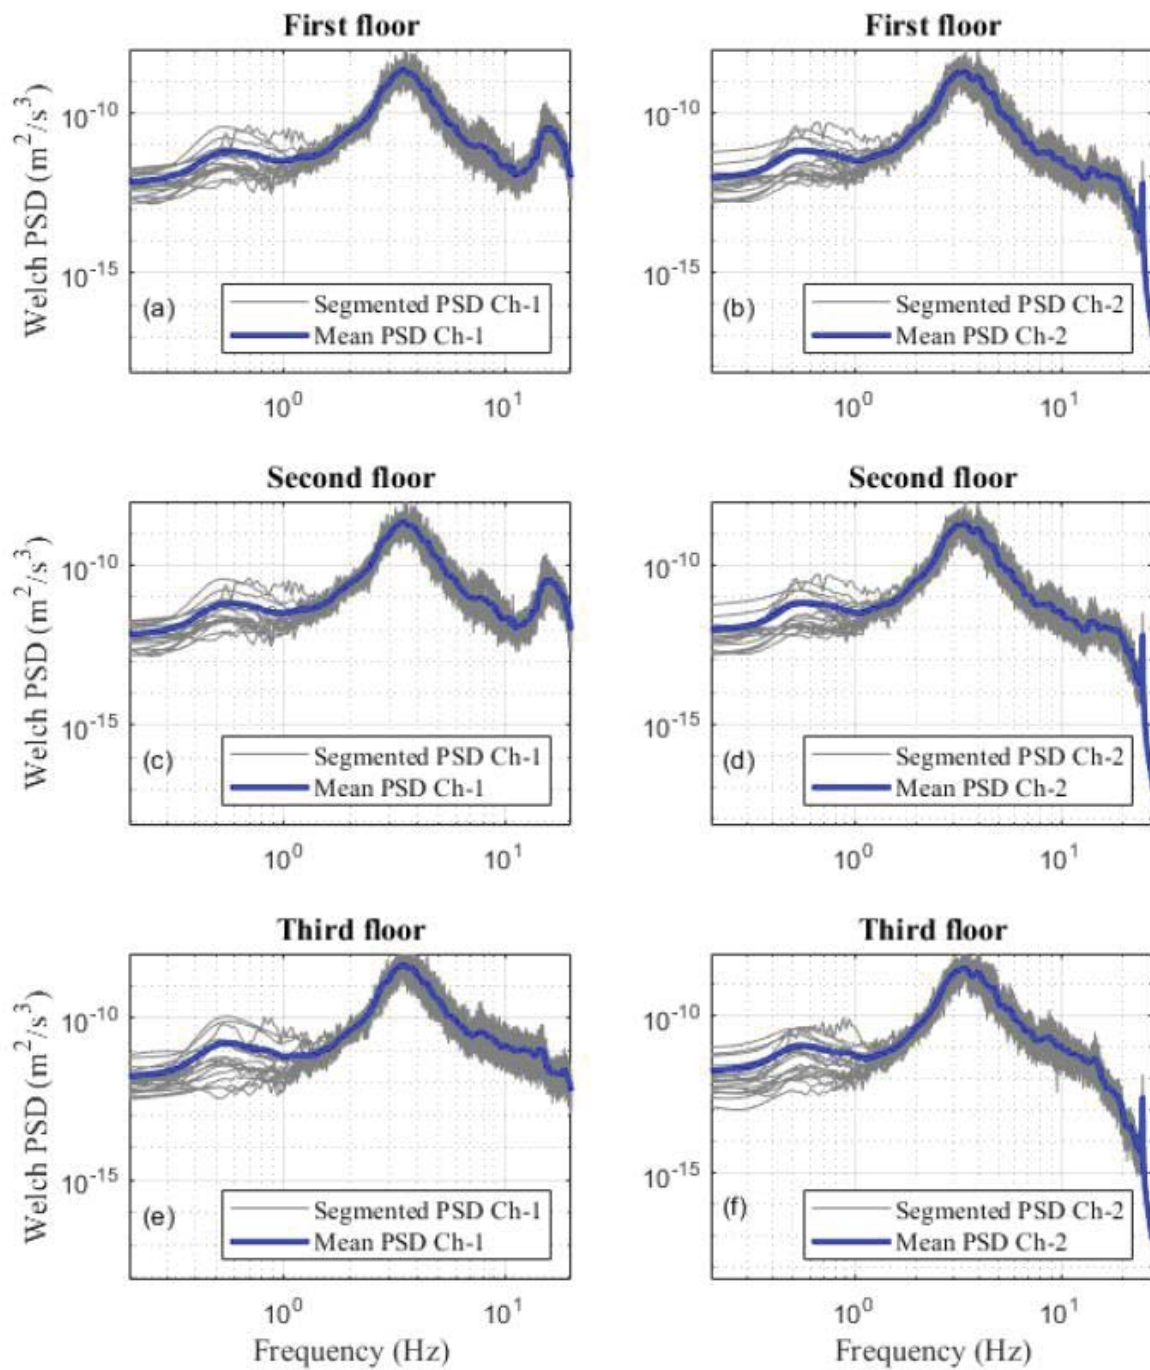 First floor
First floor
Welch PSD (m²/s³)
10⁻¹⁰
10⁻¹⁵
(a)
Segmented PSD Ch-1
Mean PSD Ch-1
10⁰
10¹
10⁻¹⁰
10⁻¹⁵
(b)
Segmented PSD Ch-2
Mean PSD Ch-2
10⁰
10¹
Second floor
Second floor
Welch PSD (m²/s³)
10⁻¹⁰
10⁻¹⁵
(c)
Segmented PSD Ch-1
Mean PSD Ch-1
10⁰
10¹
10⁻¹⁰
10⁻¹⁵
(d)
Segmented PSD Ch-2
Mean PSD Ch-2
10⁰
10¹
Third floor
Third floor
Welch PSD (m²/s³)
10⁻¹⁰
10⁻¹⁵
(e)
Segmented PSD Ch-1
Mean PSD Ch-1
10⁰
10¹
Frequency (Hz)
10⁻¹⁰
10⁻¹⁵
(f)
Segmented PSD Ch-2
Mean PSD Ch-2
10⁰
10¹
Frequency (Hz)